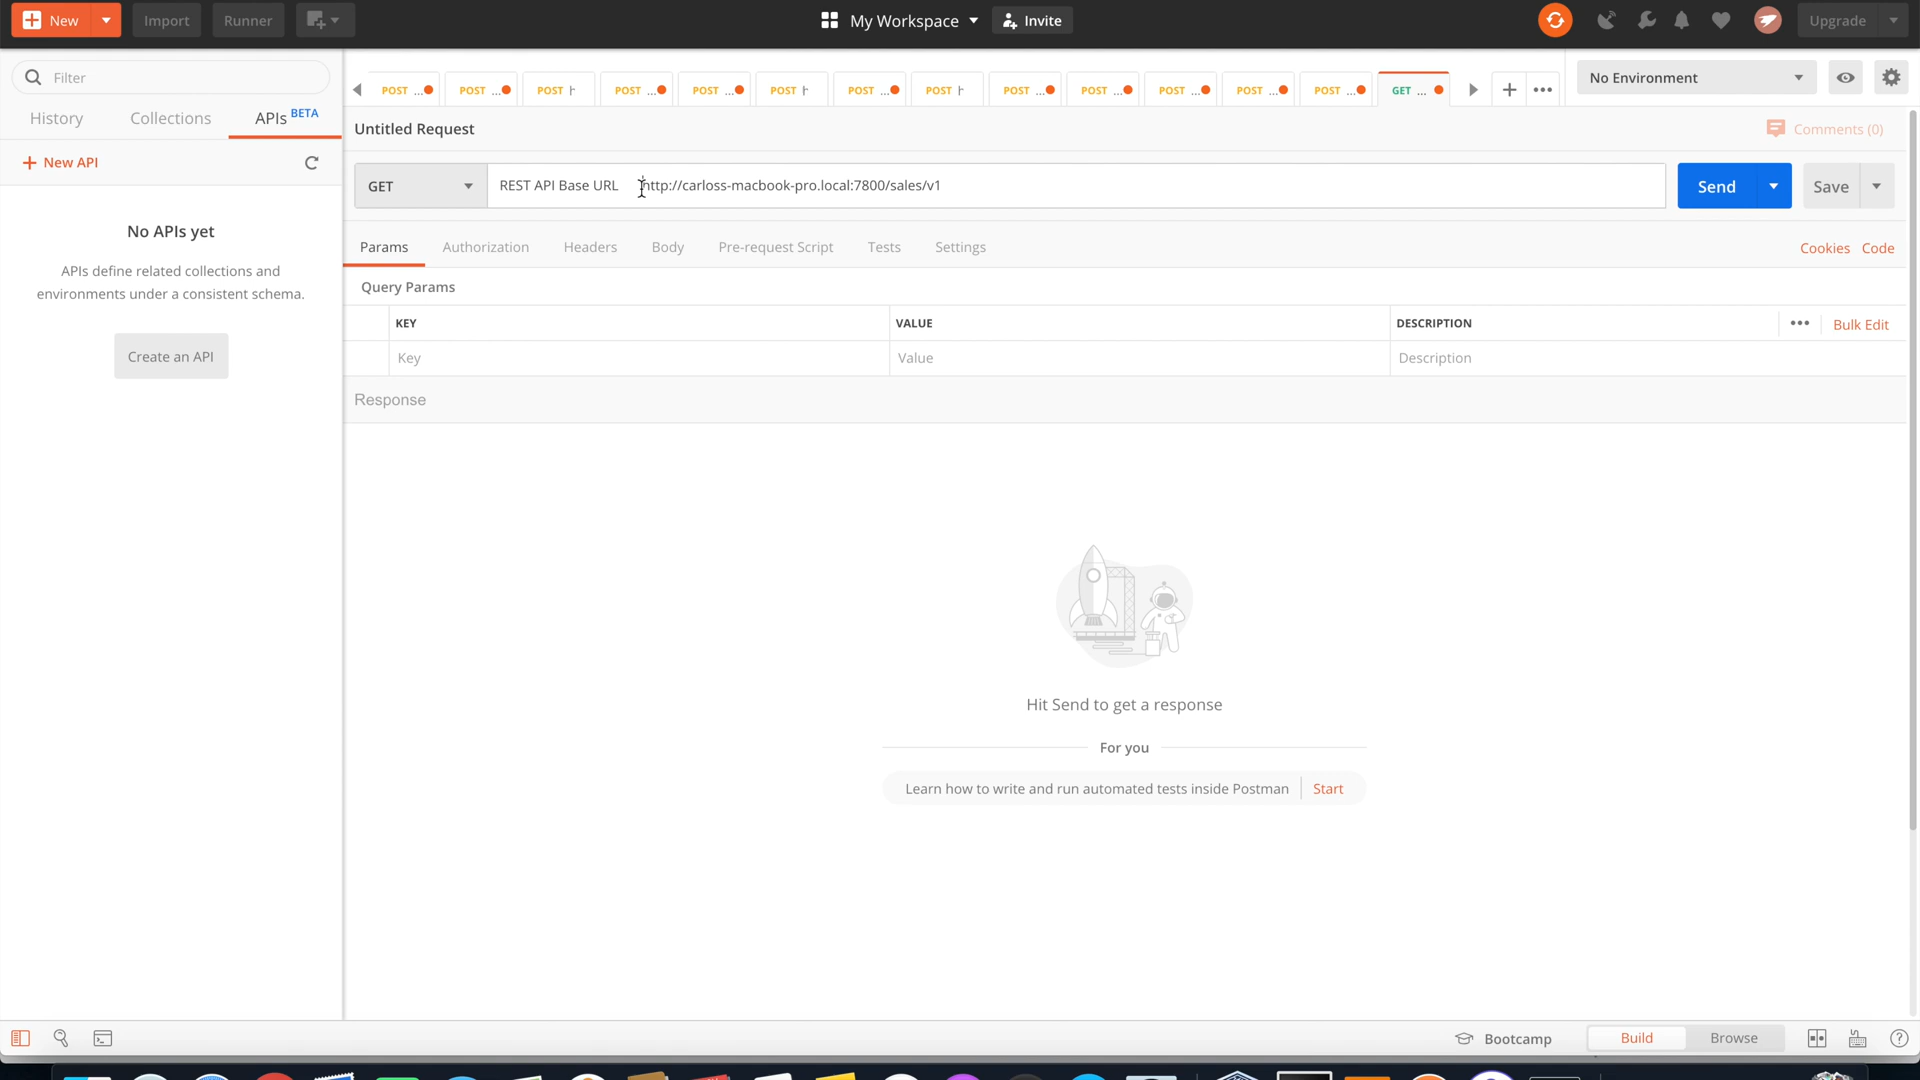 New
Import
Runner
My Workspace
Invite
Upgrade
Filter
POST ...
POST ...
POST
POST ...
POST ...
POST
POST ...
POST
POST ...
POST ...
POST ...
POST ...
POST ...
GET ...
No Environment
History
Collections
APIs BETA
Untitled Request
Comments (0)
+ New API
GET
REST API Base URL http://carloss-macbook-pro.local:7800/sales/v1
Send
Save
No APIs yet
APIs define related collections and
environments under a consistent schema.
Create an API
Params
Authorization
Headers
Body
Pre-request Script
Tests
Settings
Cookies
Code
Query Params
KEY
VALUE
DESCRIPTION
Bulk Edit
Key
Value
Description
Response
Hit Send to get a response
For you
Learn how to write and run automated tests inside Postman
Start
Bootcamp
Build
Browse